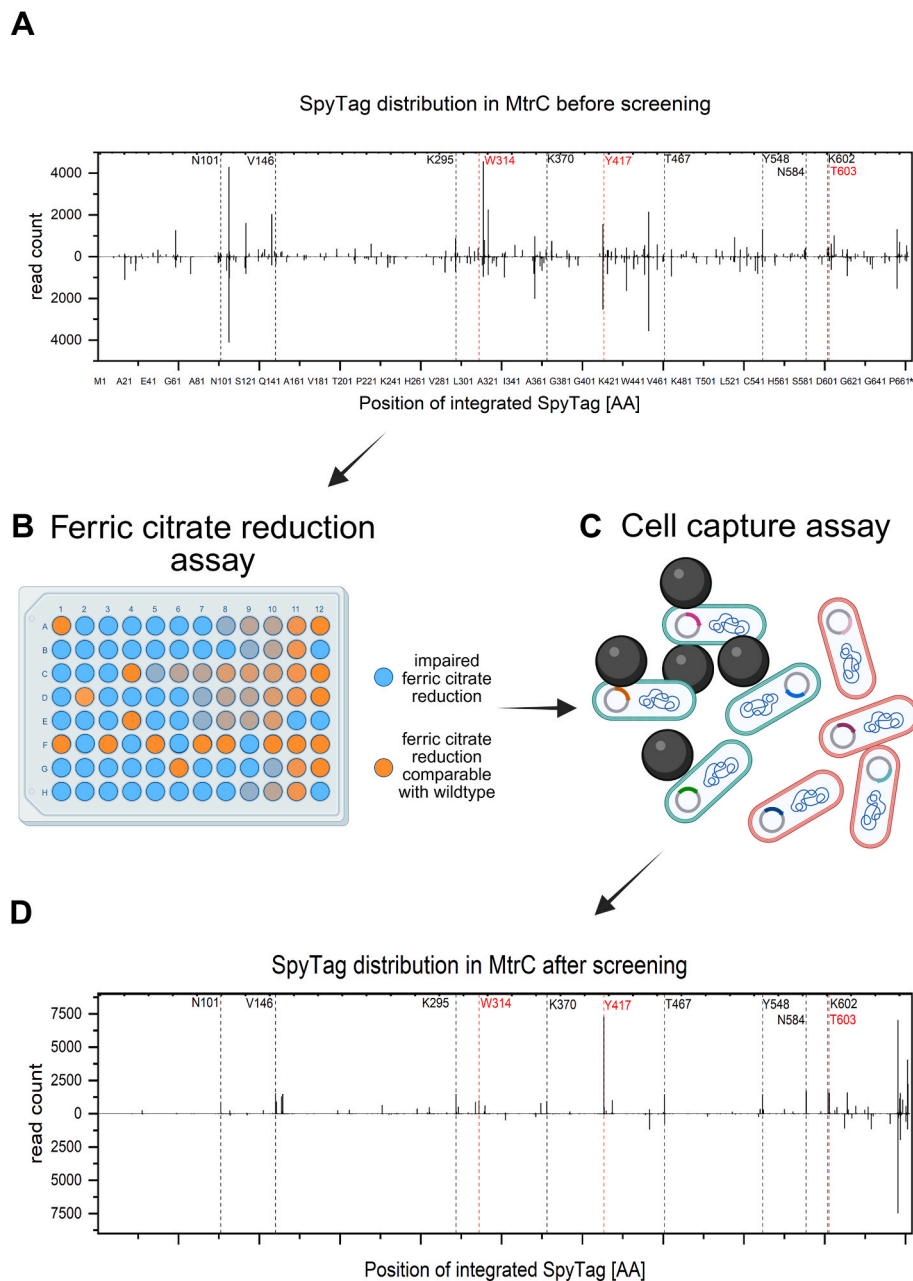 A
SpyTag distribution in MtrC before screening
N101 V146 K295 W314 K370 Y417 T467 Y548 K602
N584 T603
4000
2000
0
2000
4000
read count
M1 A21 E41 G61 A81 N101 S121 Q141 A161 V181 T201 P221 K241 H261 V281 L301 A321 I341 A361 G381 G401 K421 W441 V461 K481 T501 L521 C541 H561 S581 D601 G621 G641 P661*
Position of integrated SpyTag [AA]
B Ferric citrate reduction
assay
1 2 3 4 5 6 7 8 9 10 11 12
A
B
C
D
E
F
G
H
impaired
ferric citrate
reduction
ferric citrate
reduction
comparable
with wildtype
C Cell capture assay
D
SpyTag distribution in MtrC after screening
N101 V146 K295 W314 K370 Y417 T467 Y548 K602
N584 T603
7500
5000
2500
0
2500
5000
7500
read count
Position of integrated SpyTag [AA]